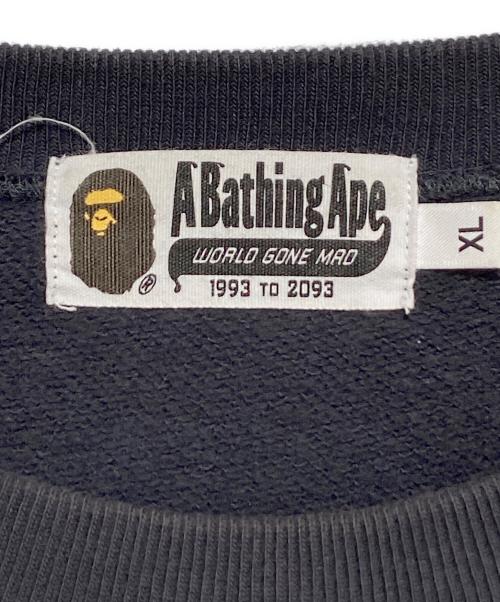 A Bathing Ape
WORLD GONE MAD
1993 TO 2093
®
XL